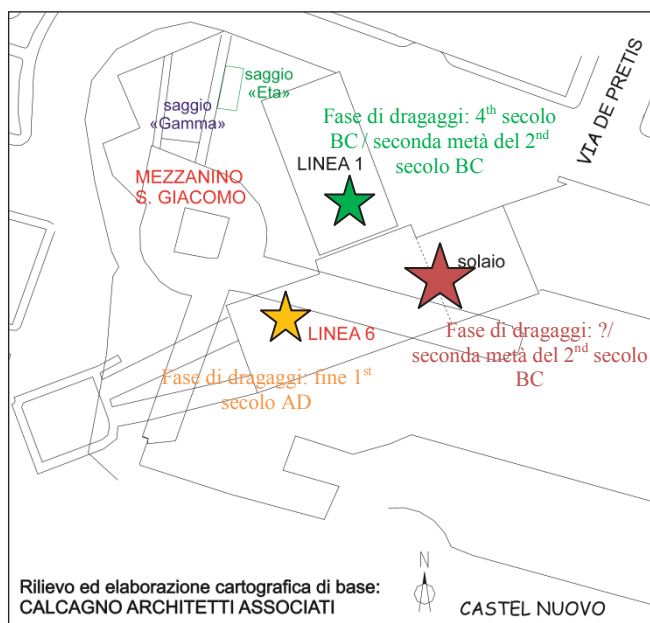 saggio
«Eta»
saggio
«Gamma»
MEZZANINO
S. GIACOMO
Fase di dragaggi: 4th secolo
BC / seconda metà del 2nd
secolo BC
LINEA 1
VIA DE PRETIS
solaio
LINEA 6
Fase di dragaggi: ?/
seconda metà del 2nd secolo
BC
Fase di dragaggi: fine 1st
secolo AD
Rilievo ed elaborazione cartografica di base:
CALCAGNO ARCHITETTI ASSOCIATI
N
CASTEL NUOVO